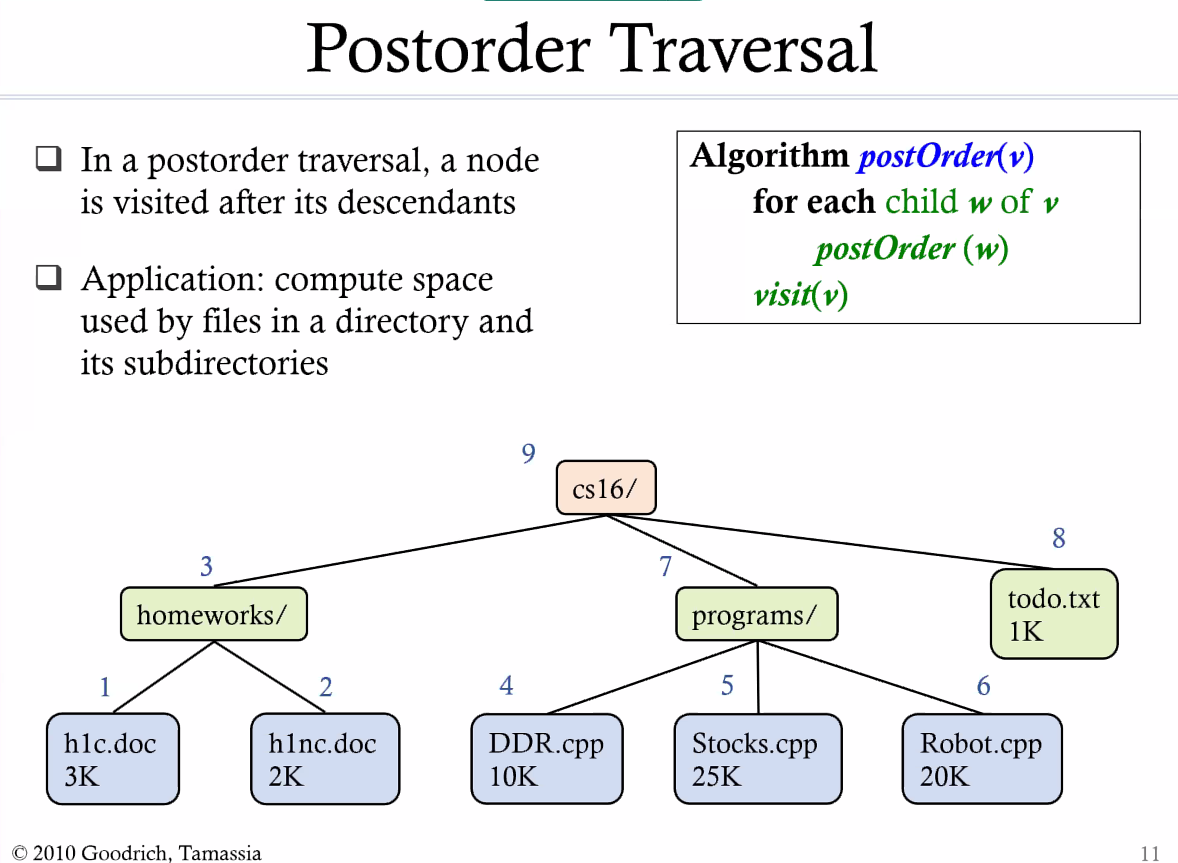 Postorder Traversal
❑ In a postorder traversal, a node
is visited after its descendants
❑ Application: compute space
used by files in a directory and
its subdirectories
Algorithm postOrder(v)
for each child w of v
postOrder (w)
visit(v)
9
cs16/
3
homeworks/
7
programs/
8
todo.txt
1K
1
h1c.doc
3K
2
h1nc.doc
2K
4
DDR.cpp
10K
5
Stocks.cpp
25K
6
Robot.cpp
20K
© 2010 Goodrich, Tamassia
11